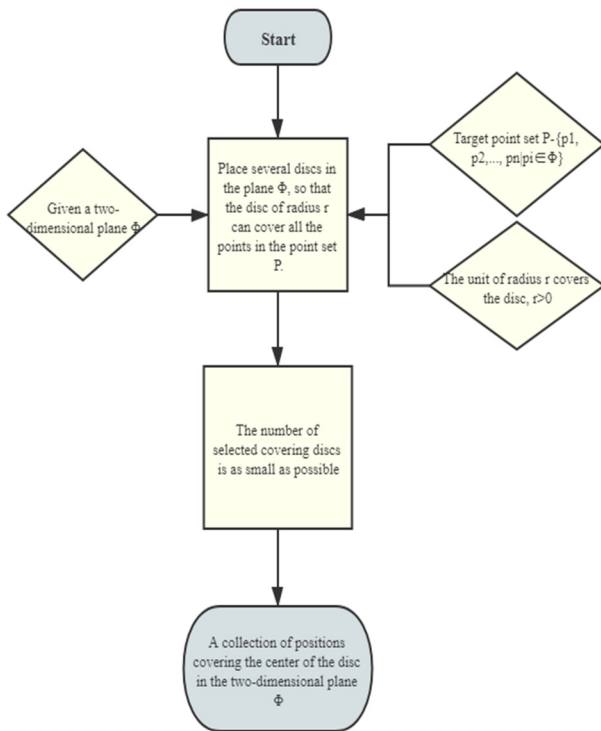 Start
Given a two-
dimensional plane Φ
Place several discs
in the plane Φ, so that
the disc of radius r
can cover all the
points in the point set
P.
Target point set P-{p1,
p2,..., pn|pi∈Φ}
The unit of radius r covers
the disc, r>0
The number of
selected covering discs
is as small as possible
A collection of positions
covering the center of the disc
in the two-dimensional plane
Φ